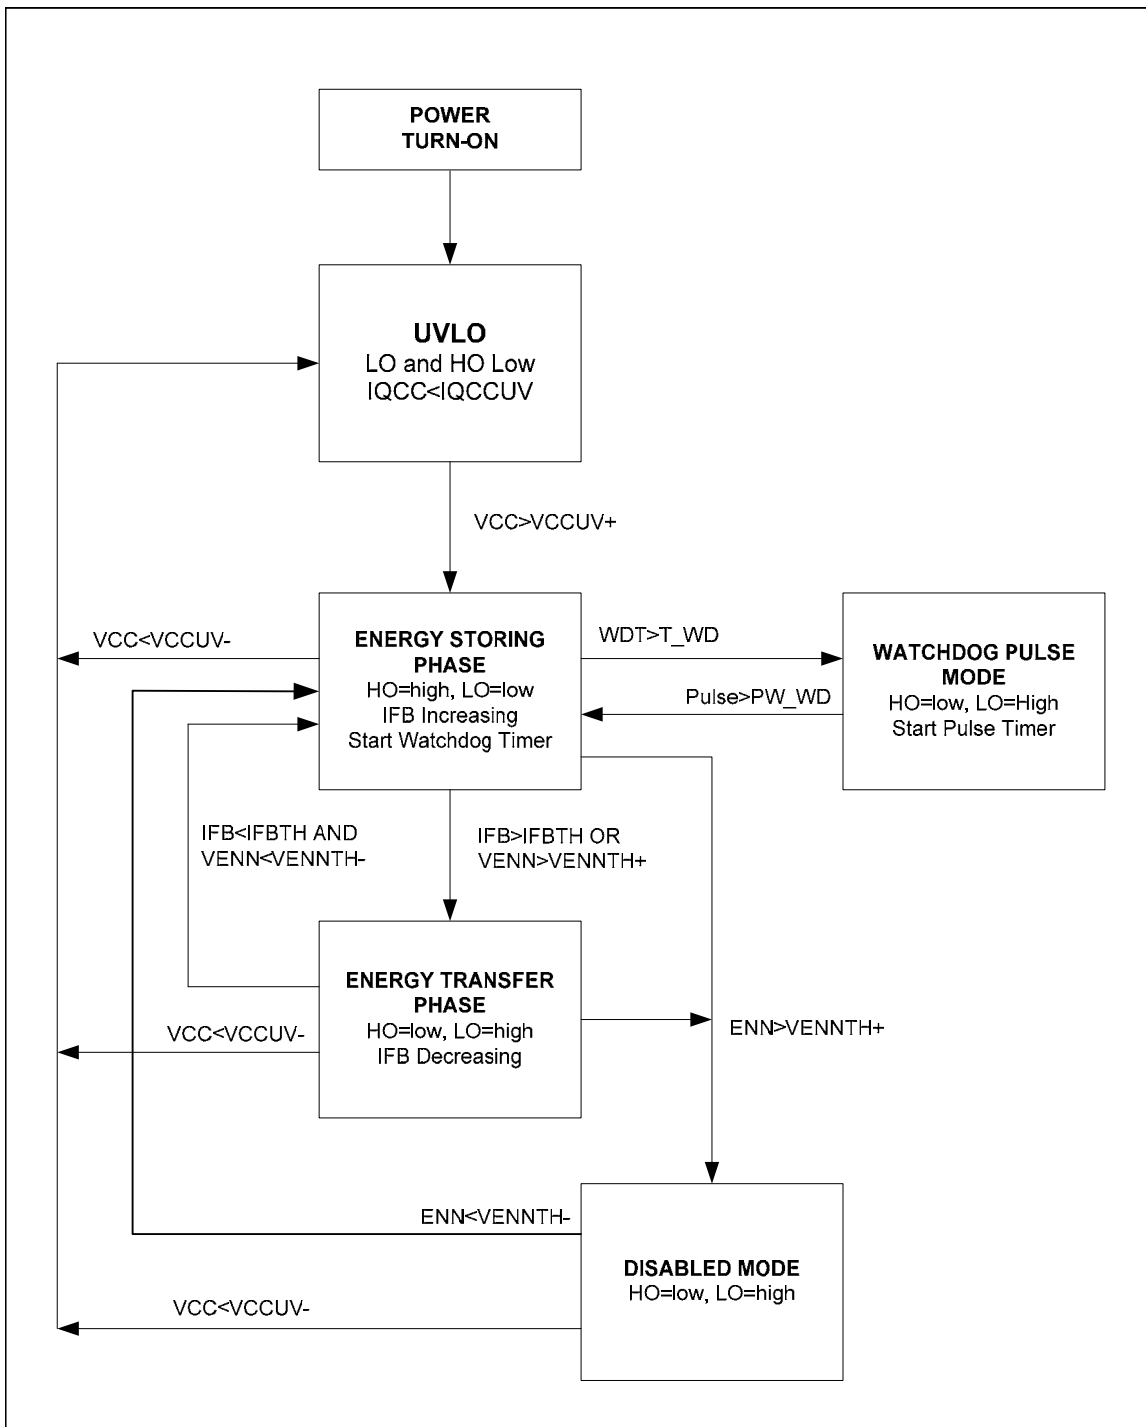 POWER
TURN-ON
UVLO
LO and HO Low
IQCC<IQCCUV
VCC>VCCUV+
VCC<VCCUV-
ENERGY STORING
PHASE
HO=high, LO=low
IFB Increasing
Start Watchdog Timer
WDT>T_WD
Pulse>PW_WD
WATCHDOG PULSE
MODE
HO=low, LO=High
Start Pulse Timer
IFB<IFBTH AND
VENN<VENNTH-
IFB>IFBTH OR
VENN>VENNTH+
ENERGY TRANSFER
PHASE
HO=low, LO=high
IFB Decreasing
VCC<VCCUV-
ENN>VENNTH+
ENN<VENNTH-
DISABLED MODE
HO=low, LO=high
VCC<VCCUV-